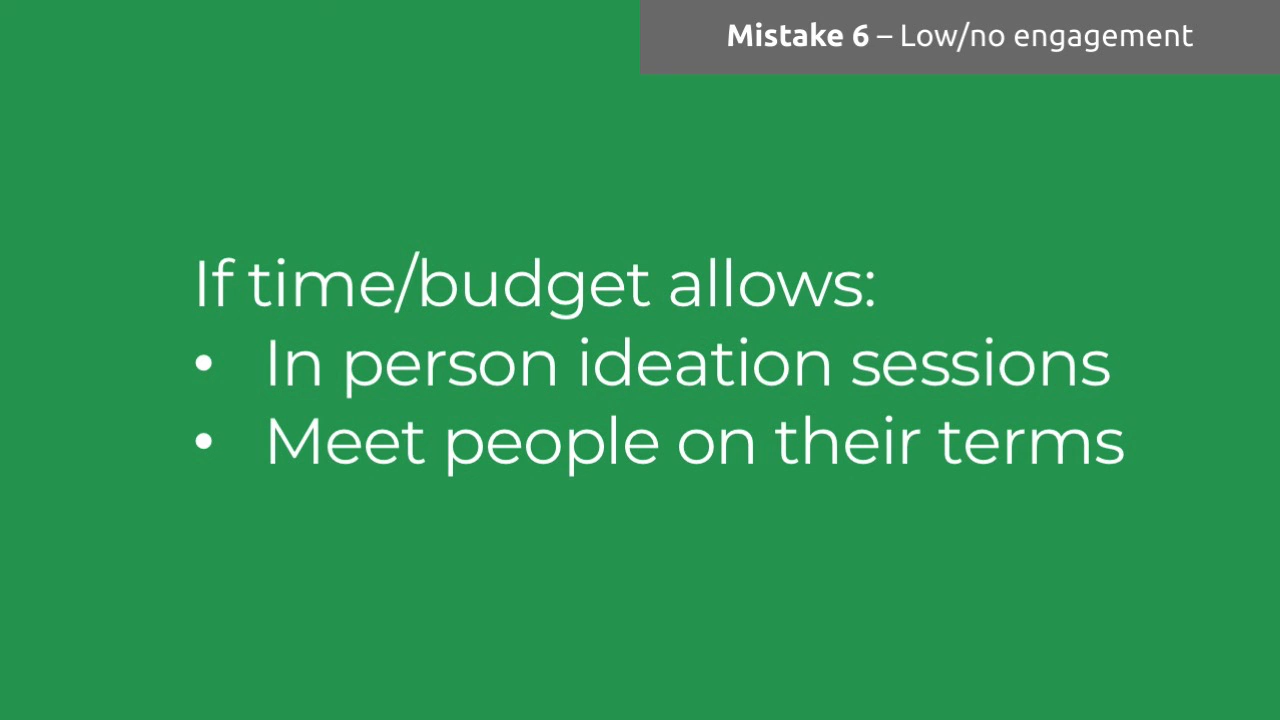 Mistake 6 – Low/no engagement
If time/budget allows:
• In person ideation sessions
• Meet people on their terms